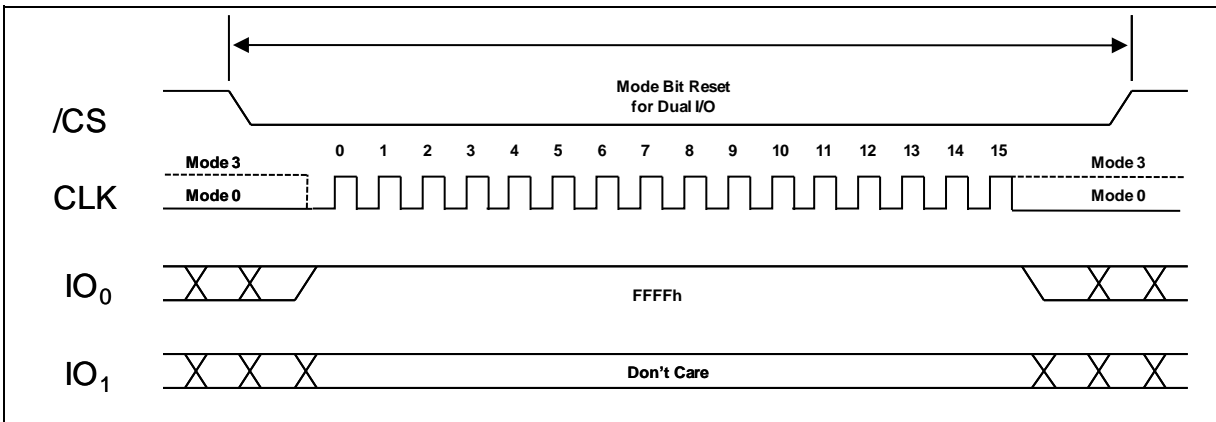 Mode Bit Reset
for Dual I/O
/CS
0 1 2 3 4 5 6 7 8 9 10 11 12 13 14 15
Mode 3 Mode 3
CLK Mode 0 Mode 0
IO0 FFFFh
IO1 Don't Care